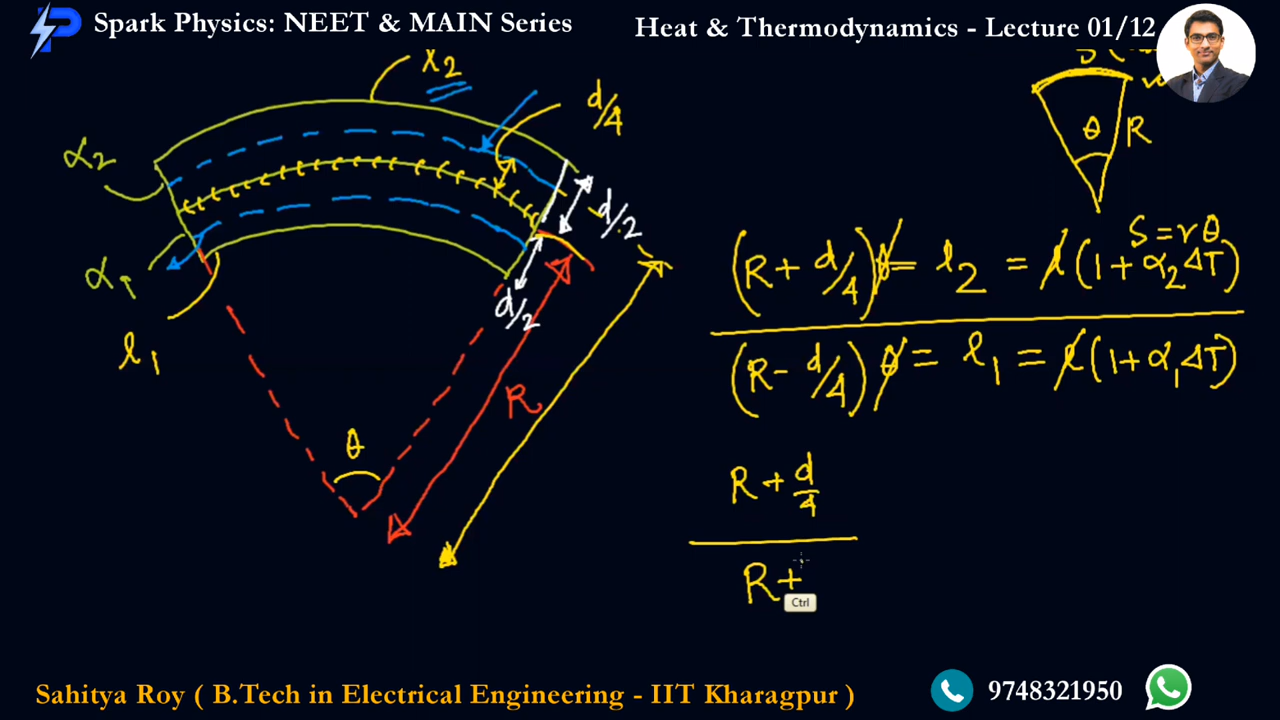 Spark Physics: NEET & MAIN Series
Heat & Thermodynamics - Lecture 01/12
l₂
d/4
α₂
θ
R
d/2
S = rθ
(R + d/4)θ = l₂ = l(1 + α₂ΔT)
α₁
d/2
l₁
(R - d/4)θ = l₁ = l(1 + α₁ΔT)
R
θ
R + d/4
R +
Ctrl
Sahitya Roy ( B.Tech in Electrical Engineering - IIT Kharagpur )
9748321950